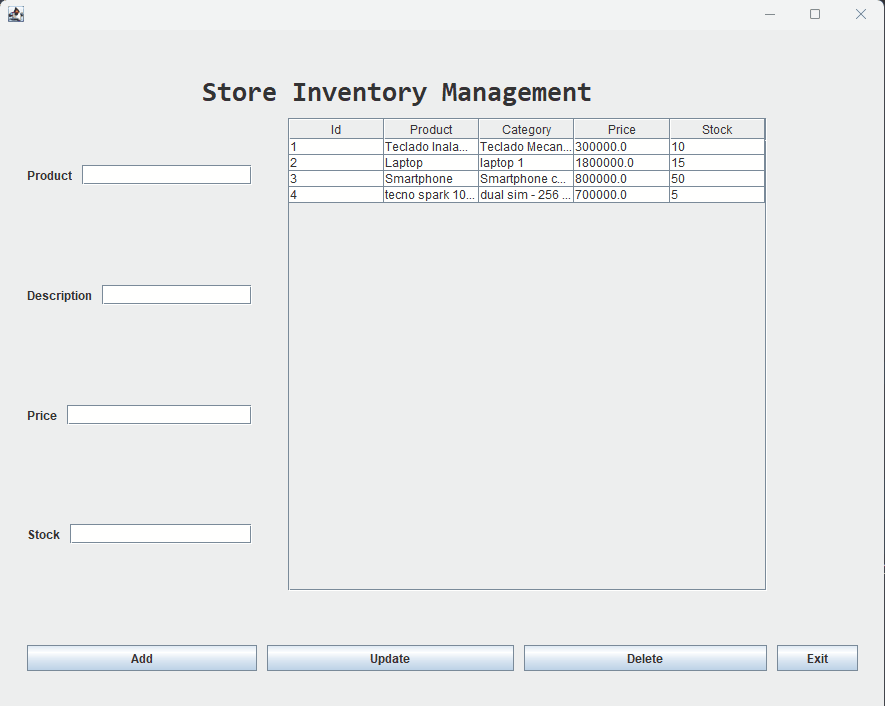 Store Inventory Management
Id Product Category Price Stock
1 Teclado Inala... Teclado Mecan... 300000.0 10
2 Laptop laptop 1 1800000.0 15
3 Smartphone Smartphone c... 800000.0 50
4 tecno spark 10... dual sim - 256 ... 700000.0 5
Product
Description
Price
Stock
Add Update Delete Exit